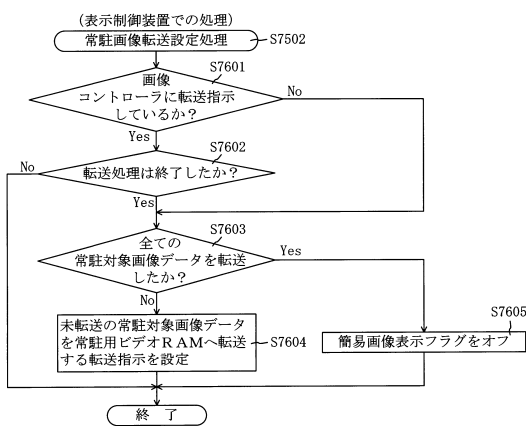 (表示制御装置での処理)
常駐画像転送設定処理
S7502
S7601
画像
コントローラに転送指示
しているか?
No
Yes
S7602
No
転送処理は終了したか?
Yes
S7603
全ての
常駐対象画像データを転送
したか?
Yes
No
S7605
未転送の常駐対象画像データ
を常駐用ビデオRAMへ転送
する転送指示を設定
S7604
簡易画像表示フラグをオフ
終 了